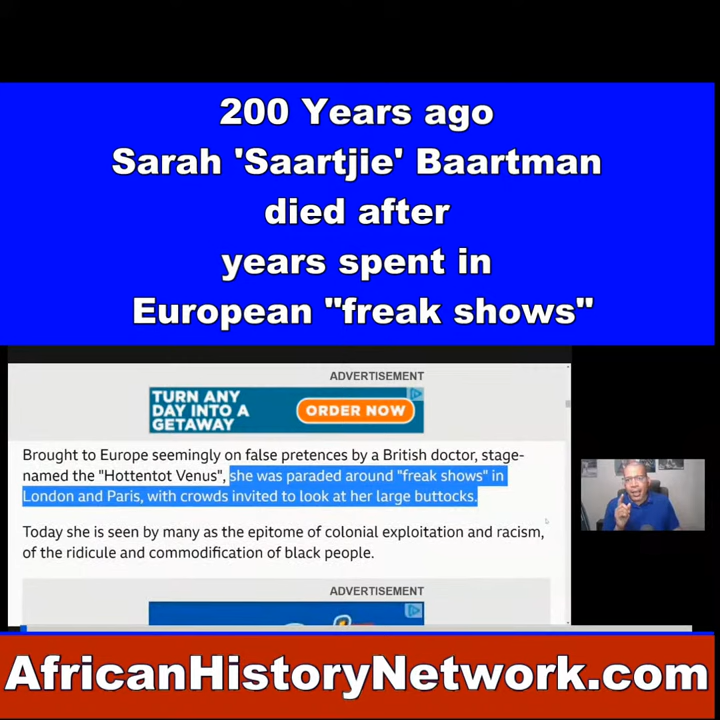 200 Years ago
Sarah 'Saartjie' Baartman
died after
years spent in
European "freak shows"
ADVERTISEMENT
TURN ANY
DAY INTO A
GETAWAY
ORDER NOW
Brought to Europe seemingly on false pretences by a British doctor, stage-
named the "Hottentot Venus", she was paraded around "freak shows" in
London and Paris, with crowds invited to look at her large buttocks.
Today she is seen by many as the epitome of colonial exploitation and racism,
of the ridicule and commodification of black people.
ADVERTISEMENT
AfricanHistoryNetwork.com